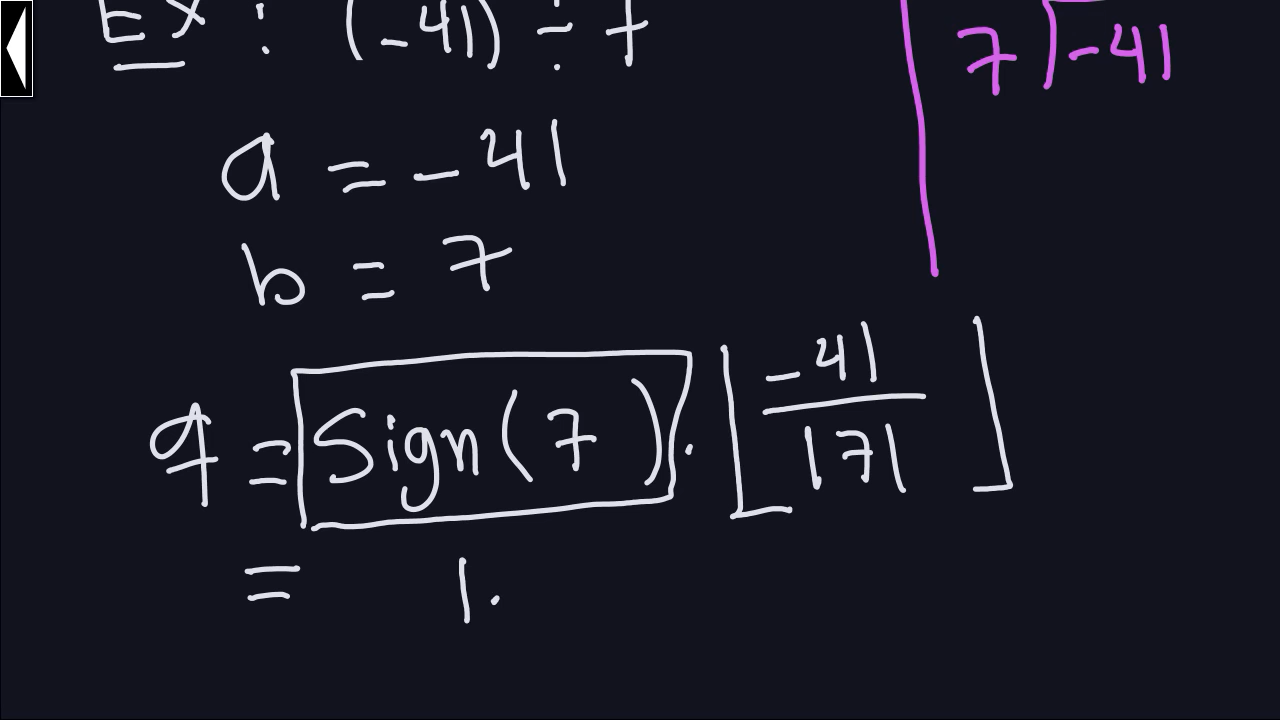 Ex : (-41) ÷ 7
7)-41
a = -41
b = 7
q = Sign(7) · ⌊-41/|7|⌋
= 1.